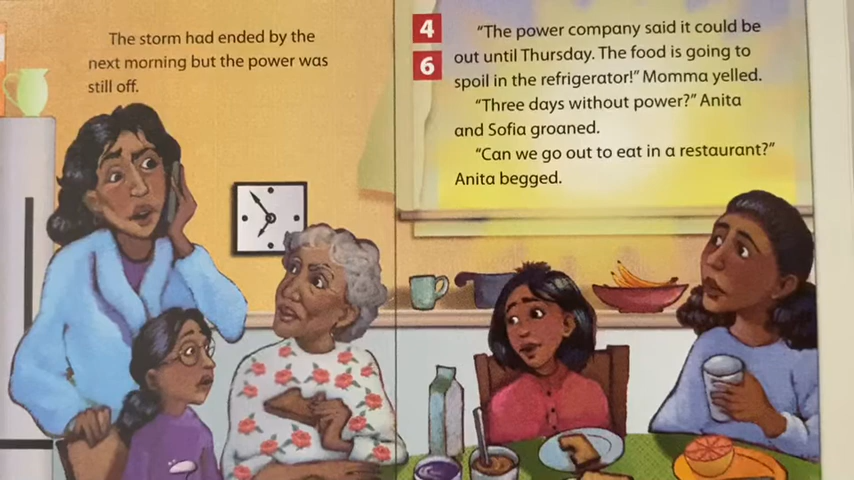 The storm had ended by the
next morning but the power was
still off.
4
6
“The power company said it could be
out until Thursday. The food is going to
spoil in the refrigerator!” Momma yelled.
“Three days without power?” Anita
and Sofia groaned.
“Can we go out to eat in a restaurant?”
Anita begged.